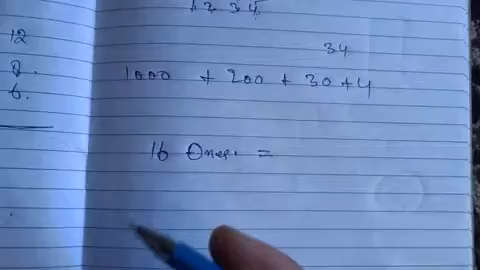 1234
12
34
8.
1000 + 200 + 30 + 4
6.
16 Ones. =